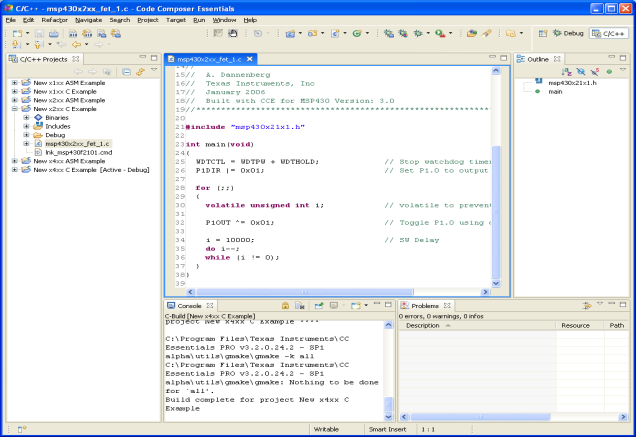 C/C++ - msp430x2xx_fet_1.c - Code Composer Essentials
File Edit Refactor Navigate Search Project Target Run Window Help
Debug C/C++
C/C++ Projects
New x1xx ASM Example
New x1xx C Example
New x2xx ASM Example
New x2xx C Example
Binaries
Includes
Debug
msp430x2xx_fet_1.c
lnk_msp430f2101.cmd
New x4xx ASM Example
New x4xx C Example [Active - Debug]
msp430x2xx_fet_1.c
14//
15// A. Dannenberg
16// Texas Instruments, Inc
17// January 2006
18// Built with CCE for MSP430 Version: 3.0
19//******************************************************************
20
21#include "msp430x21x1.h"
22
23int main(void)
24{
25 WDTCTL = WDTPW + WDTHOLD; // Stop watchdog timer
26 P1DIR |= 0x01; // Set P1.0 to output
27
28 for (;;)
29 {
30 volatile unsigned int i; // volatile to prevent
31
32 P1OUT ^= 0x01; // Toggle P1.0 using
33
34 i = 10000; // SW Delay
35 do i--;
36 while (i != 0);
37 }
38}
39
Outline
msp430x21x1.h
main
Console
C-Build [New x4xx C Example]
project New x4xx C Example ****
C:\Program Files\Texas Instruments\CC
Essentials PRO v3.2.0.24.2 - SP1
alpha\utils\gmake\gmake -k all
C:\Program Files\Texas Instruments\CC
Essentials PRO v3.2.0.24.2 - SP1
alpha\utils\gmake\gmake: Nothing to be done
for `all'.
Build complete for project New x4xx C
Example
Problems
0 errors, 0 warnings, 0 infos
Description Resource Path
Writable Smart Insert 1 : 1